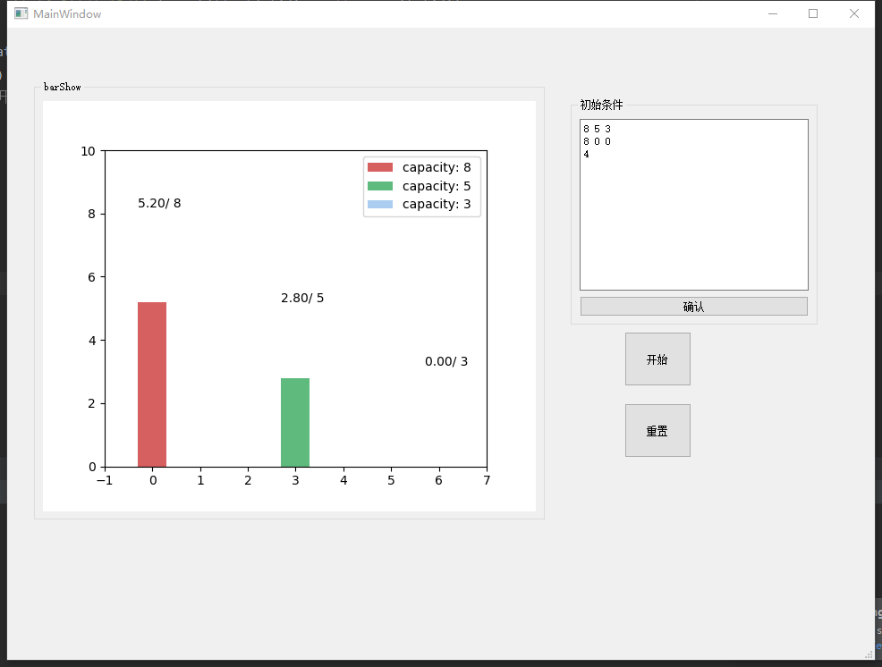 MainWindow
barShow
10
8
6
4
2
0
−1
0
1
2
3
4
5
6
7
5.20/ 8
2.80/ 5
0.00/ 3
capacity: 8
capacity: 5
capacity: 3
初始条件
8 5 3
8 0 0
4
确认
开始
重置